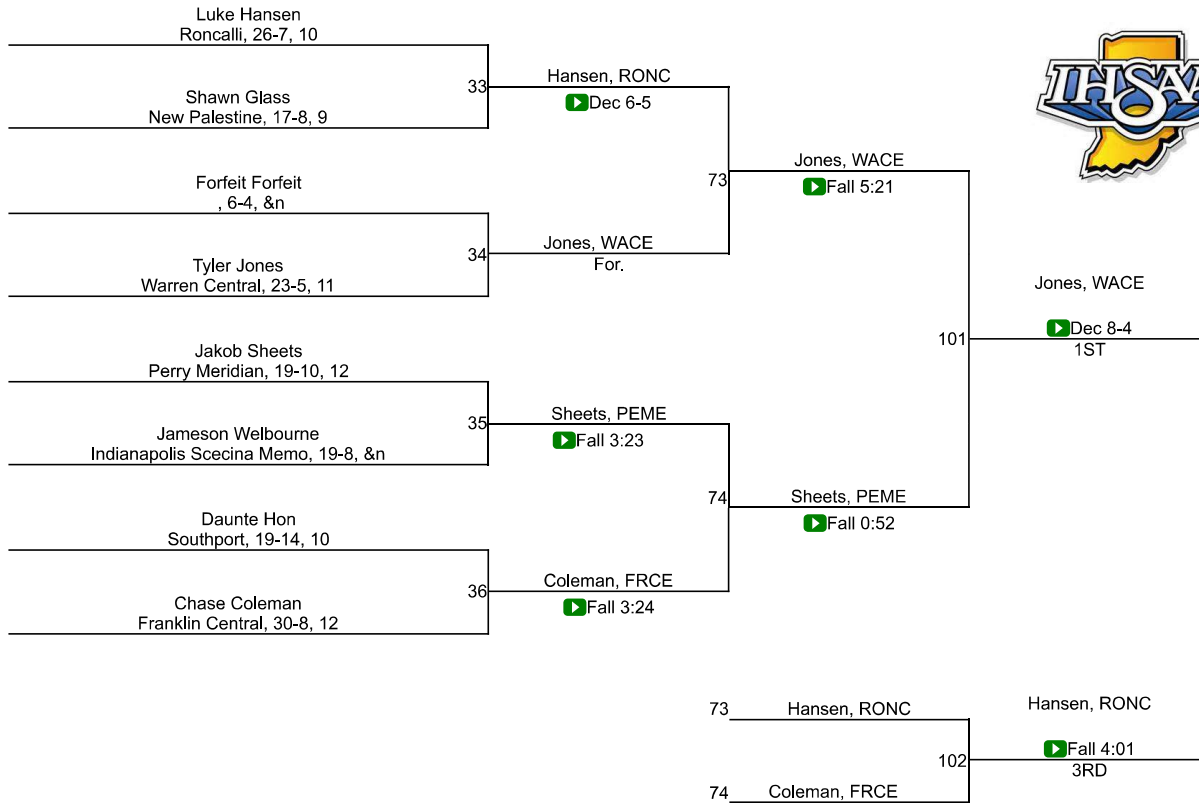 Luke Hansen
Roncalli, 26-7, 10
33
Hansen, RONC
Dec 6-5
Shawn Glass
New Palestine, 17-8, 9
73
Jones, WACE
Fall 5:21
Forfeit Forfeit
, 6-4, &n
34
Jones, WACE
For.
Tyler Jones
Warren Central, 23-5, 11
101
Jones, WACE
Dec 8-4
1ST
Jakob Sheets
Perry Meridian, 19-10, 12
35
Sheets, PEME
Fall 3:23
Jameson Welbourne
Indianapolis Scecina Memo, 19-8, &n
74
Sheets, PEME
Fall 0:52
Daunte Hon
Southport, 19-14, 10
36
Coleman, FRCE
Fall 3:24
Chase Coleman
Franklin Central, 30-8, 12
73
Hansen, RONC
102
Hansen, RONC
Fall 4:01
3RD
74
Coleman, FRCE
IHSAA